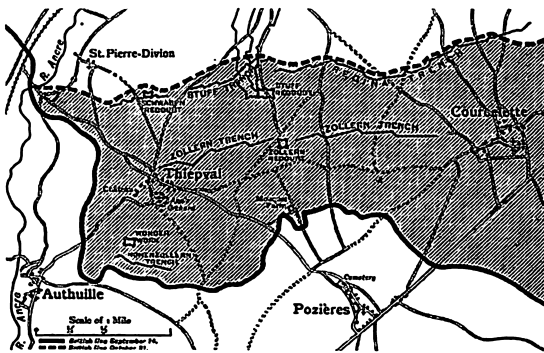 R. Ancre
St. Pierre-Divion
SCHWABEN
REDOUBT
STUFF TRENCH
STUFF
REDOUBT
REGINA TRENCH
Courcelette
ZOLLERN TRENCH
ZOLLERN TRENCH
ZOLLERN
REDOUBT
Thiepval
Château
WONDER
WORK
HOHENZOLLERN
TRENCH
Authuille
Cemetery
Pozières
R. Ancre
Scale of 1 Mile
British Line September 14.
British Line October 21.